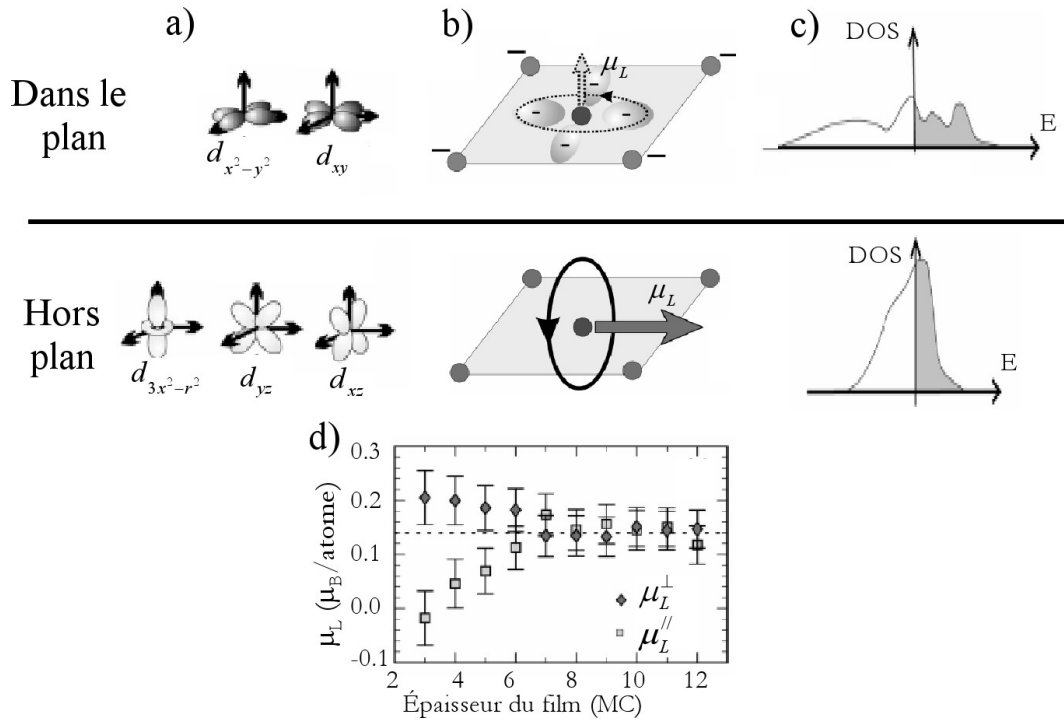 a)
b)
c)
Dans le
plan
d_{x²−y²}
d_{xy}
μ_L
DOS
E
Hors
plan
d_{3x²−r²}
d_{yz}
d_{xz}
μ_L
DOS
E
d)
μ_L (μ_B/atome)
0.3
0.2
0.1
0.0
-0.1
μ_L^⊥
μ_L^{//}
2 4 6 8 10 12
Épaisseur du film (MC)